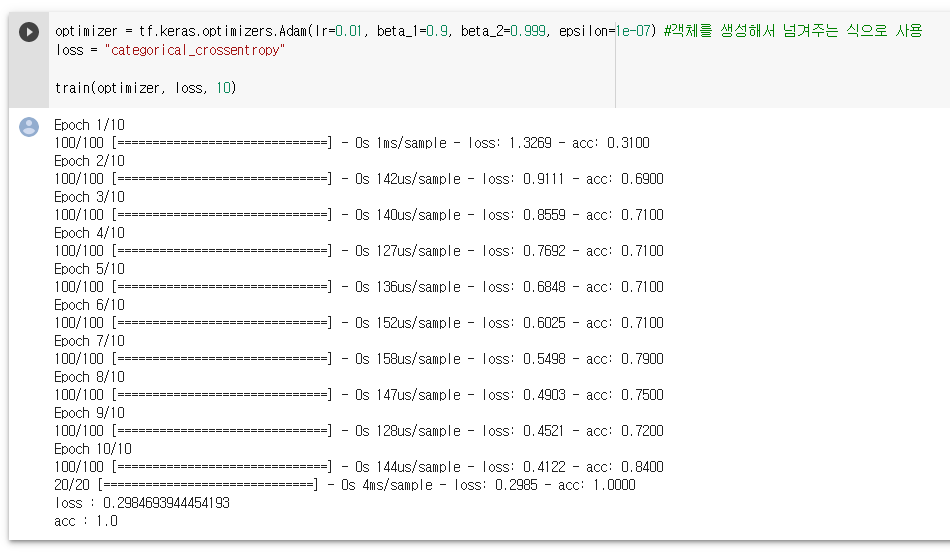 optimizer = tf.keras.optimizers.Adam(lr=0.01, beta_1=0.9, beta_2=0.999, epsilon=1e-07) #객체를 생성해서 넘겨주는 식으로 사용
loss = "categorical_crossentropy"
train(optimizer, loss, 10)
Epoch 1/10
100/100 [==============================] - 0s 1ms/sample - loss: 1.3269 - acc: 0.3100
Epoch 2/10
100/100 [==============================] - 0s 142us/sample - loss: 0.9111 - acc: 0.6900
Epoch 3/10
100/100 [==============================] - 0s 140us/sample - loss: 0.8559 - acc: 0.7100
Epoch 4/10
100/100 [==============================] - 0s 127us/sample - loss: 0.7692 - acc: 0.7100
Epoch 5/10
100/100 [==============================] - 0s 136us/sample - loss: 0.6848 - acc: 0.7100
Epoch 6/10
100/100 [==============================] - 0s 152us/sample - loss: 0.6025 - acc: 0.7100
Epoch 7/10
100/100 [==============================] - 0s 158us/sample - loss: 0.5498 - acc: 0.7900
Epoch 8/10
100/100 [==============================] - 0s 147us/sample - loss: 0.4903 - acc: 0.7500
Epoch 9/10
100/100 [==============================] - 0s 128us/sample - loss: 0.4521 - acc: 0.7200
Epoch 10/10
100/100 [==============================] - 0s 144us/sample - loss: 0.4122 - acc: 0.8400
20/20 [==============================] - 0s 4ms/sample - loss: 0.2985 - acc: 1.0000
loss : 0.2984693944454193
acc : 1.0